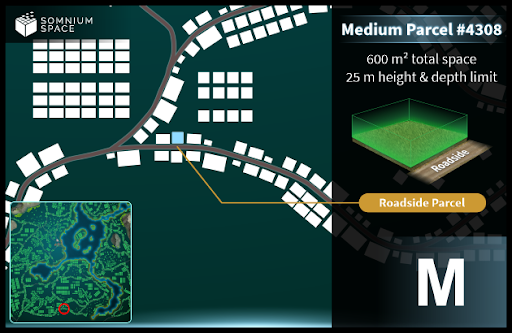 SOMNIUM
SPACE
Medium Parcel #4308
600 m² total space
25 m height & depth limit
Roadside
Roadside Parcel
M